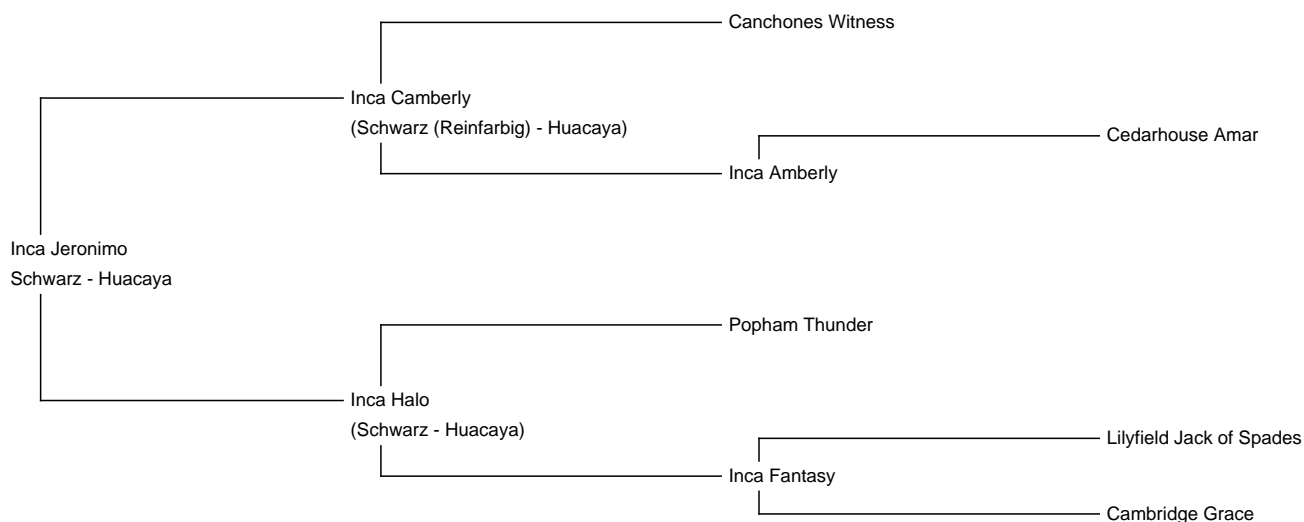 Canchones Witness
Inca Camberly
(Schwarz (Reinfarbig) - Huacaya)
Cedarhouse Amar
Inca Amberly
Inca Jeronimo
Schwarz - Huacaya
Popham Thunder
Inca Halo
(Schwarz - Huacaya)
Lilyfield Jack of Spades
Inca Fantasy
Cambridge Grace